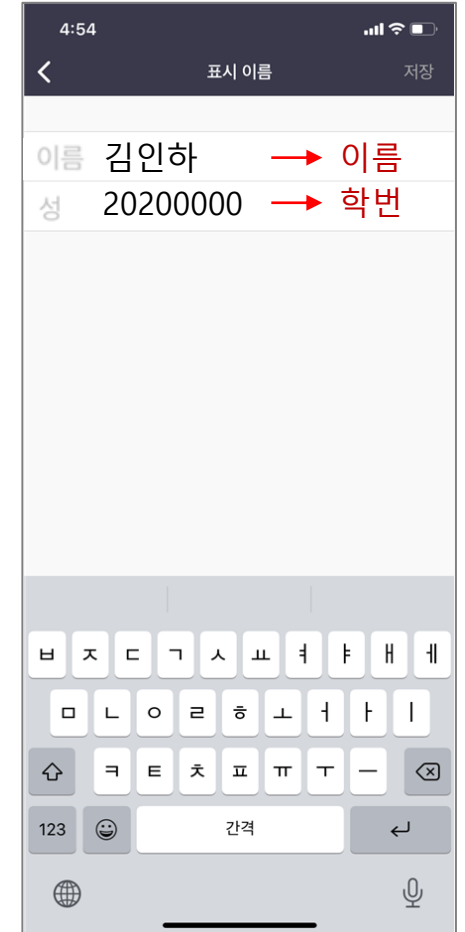 4:54
표시 이름 저장
이름 김인하 → 이름
성 20200000 → 학번
ㅂ ㅈ ㄷ ㄱ ㅅ ㅛ ㅕ ㅑ ㅐ ㅔ
ㅁ ㄴ ㅇ ㄹ ㅎ ㅗ ㅓ ㅏ ㅣ
ㅋ ㅌ ㅊ ㅍ ㅠ ㅜ ㅡ
123 간격